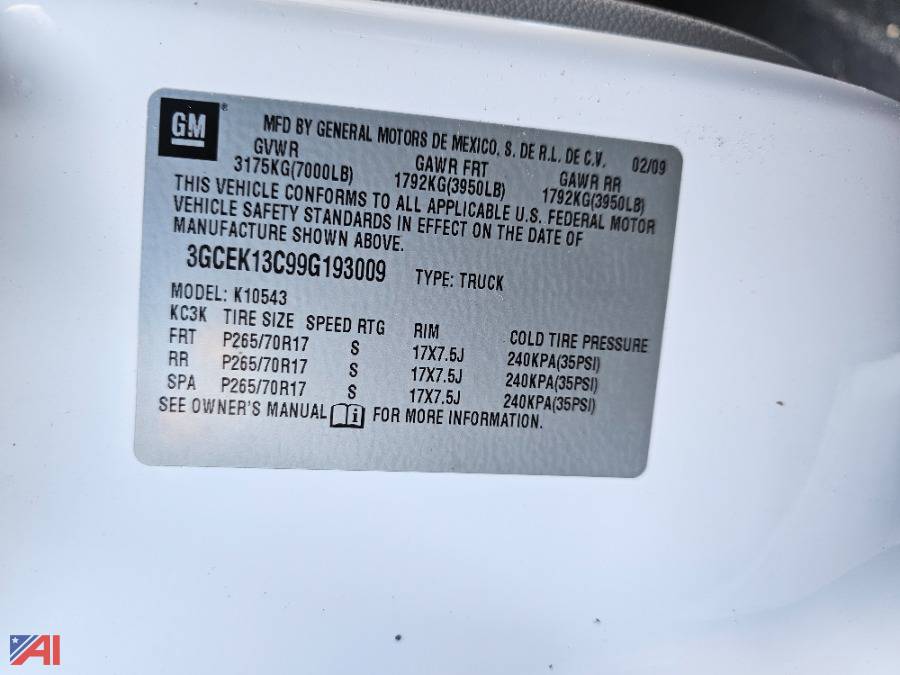 GM ® MFD BY GENERAL MOTORS DE MEXICO, S. DE R.L. DE C.V. 02/09
GVWR GAWR FRT GAWR RR
3175KG(7000LB) 1792KG(3950LB) 1792KG(3950LB)
THIS VEHICLE CONFORMS TO ALL APPLICABLE U.S. FEDERAL MOTOR
VEHICLE SAFETY STANDARDS IN EFFECT ON THE DATE OF
MANUFACTURE SHOWN ABOVE.
3GCEK13C99G193009 TYPE: TRUCK
MODEL: K10543
KC3K TIRE SIZE SPEED RTG RIM COLD TIRE PRESSURE
FRT P265/70R17 S 17X7.5J 240KPA(35PSI)
RR P265/70R17 S 17X7.5J 240KPA(35PSI)
SPA P265/70R17 S 17X7.5J 240KPA(35PSI)
SEE OWNER'S MANUAL i FOR MORE INFORMATION.
AI